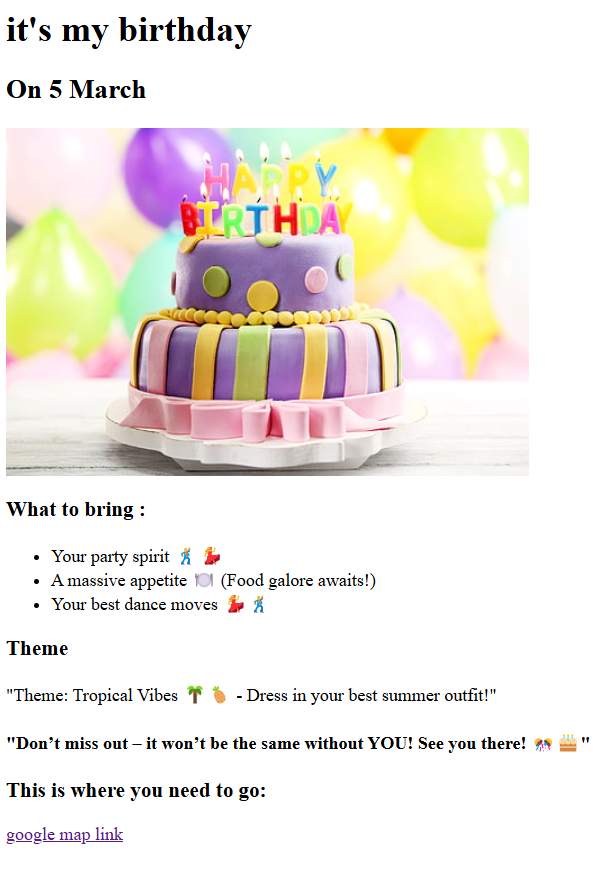 it's my birthday
On 5 March
HAPPY
BIRTHDAY
What to bring :
Your party spirit 🕺 💃
A massive appetite 🍽️ (Food galore awaits!)
Your best dance moves 💃 🕺
Theme
"Theme: Tropical Vibes 🌴 🍍 - Dress in your best summer outfit!"
"Don’t miss out – it won’t be the same without YOU! See you there! 🎊 🎂"
This is where you need to go:
google map link